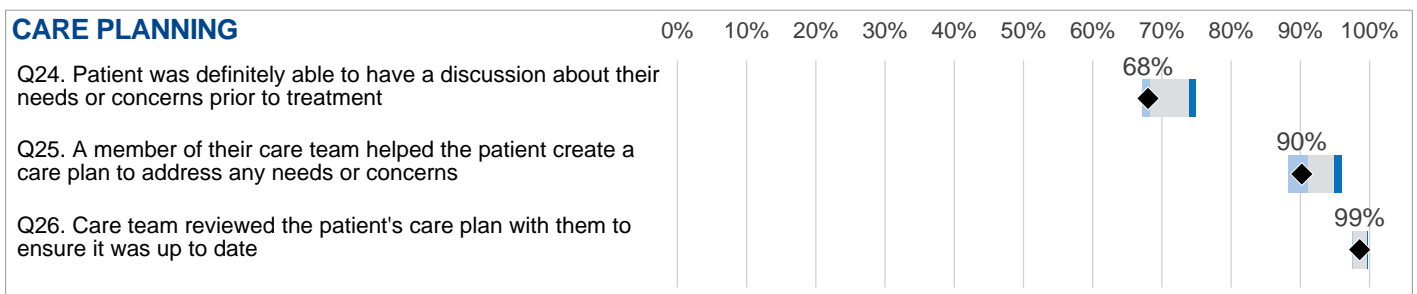 CARE PLANNING 0% 10% 20% 30% 40% 50% 60% 70% 80% 90% 100%
Q24. Patient was definitely able to have a discussion about their
needs or concerns prior to treatment
68%
Q25. A member of their care team helped the patient create a
care plan to address any needs or concerns
90%
Q26. Care team reviewed the patient's care plan with them to
ensure it was up to date
99%